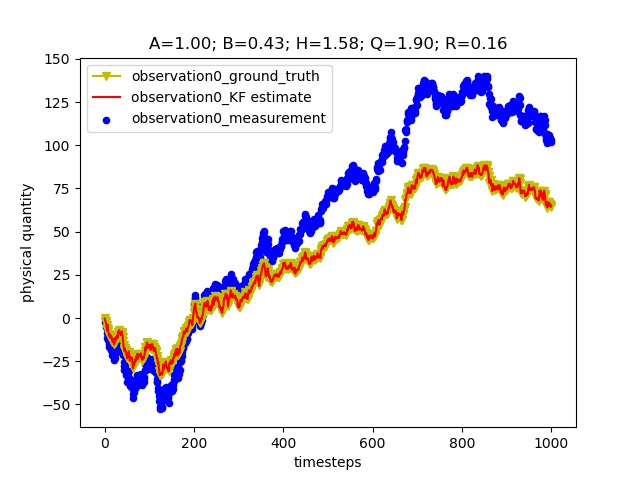 A=1.00; B=0.43; H=1.58; Q=1.90; R=0.16
observation0_ground_truth
observation0_KF estimate
observation0_measurement
physical quantity
150
125
100
75
50
25
0
−25
−50
0 200 400 600 800 1000
timesteps